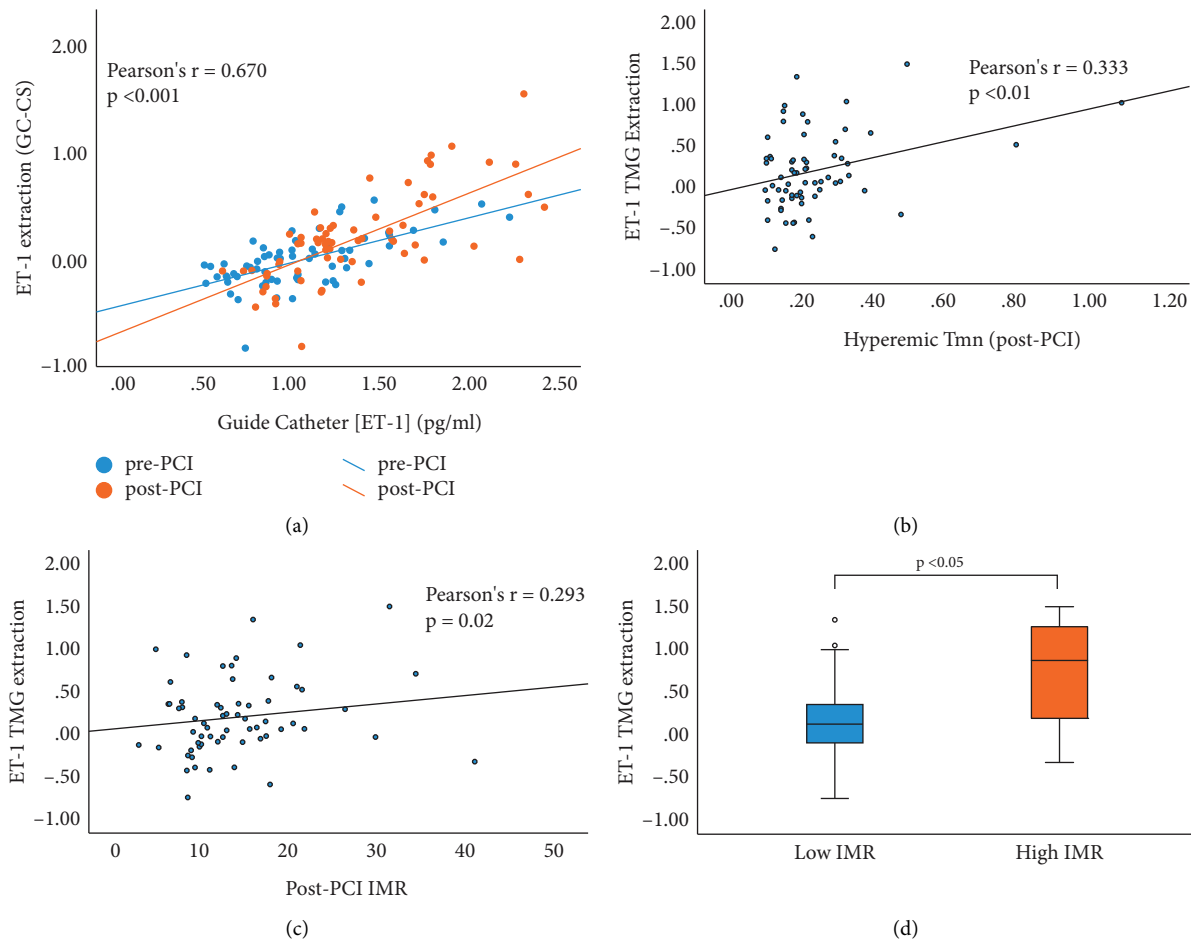 2.00
1.00
0.00
−1.00
ET-1 extraction (GC-CS)
Pearson's r = 0.670
p <0.001
.00 .50 1.00 1.50 2.00 2.50
Guide Catheter [ET-1] (pg/ml)
pre-PCI pre-PCI
post-PCI post-PCI
(a)
2.00
1.50
1.00
.50
.00
−.50
−1.00
ET-1 TMG Extraction
Pearson's r = 0.333
p <0.01
.00 .20 .40 .80 1.00 1.20
Hyperemic Tmn (post-PCI)
(b)
2.00
1.50
1.00
.50
.00
−.50
−1.00
ET-1 TMG extraction
Pearson's r = 0.293
p = 0.02
0 10 20 30 40 50
Post-PCI IMR
(c)
2.00
1.50
1.00
.50
.00
−.50
−1.00
ET-1 TMG extraction
p <0.05
Low IMR High IMR
(d)